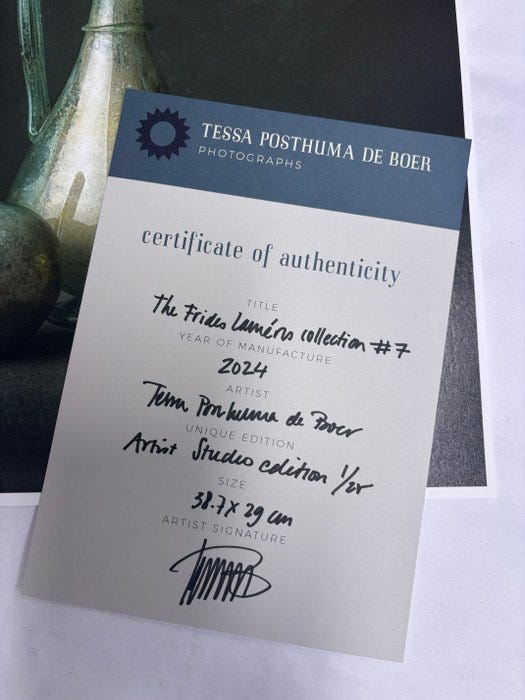 TESSA POSTHUMA DE BOER
PHOTOGRAPHS
certificate of authenticity
TITLE
The Frides Laméris collection #7
YEAR OF MANUFACTURE
2024
ARTIST
Tessa Posthuma de Boer
UNIQUE EDITION
Artist Studio edition 1/25
SIZE
38.7 x 29 cm
ARTIST SIGNATURE